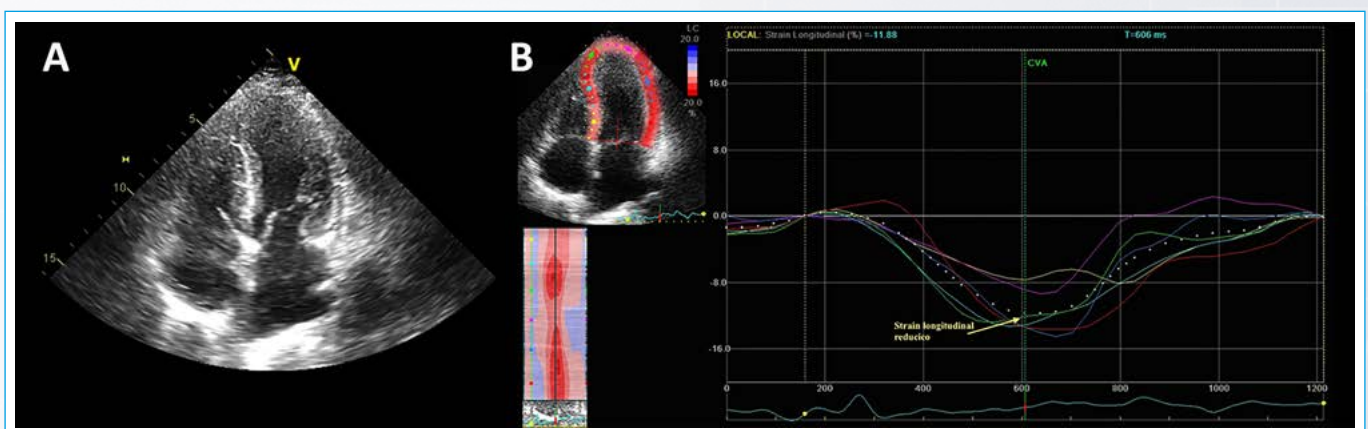 A
V
5
10
15
B
LC
20.0
-20.0
%
LOCAL: Strain Longitudinal (%) =-11.88
T=606 ms
CVA
16.0
8.0
0.0
-8.0
-16.0
Strain longitudinal
reducico
0 200 400 600 800 1000 1200